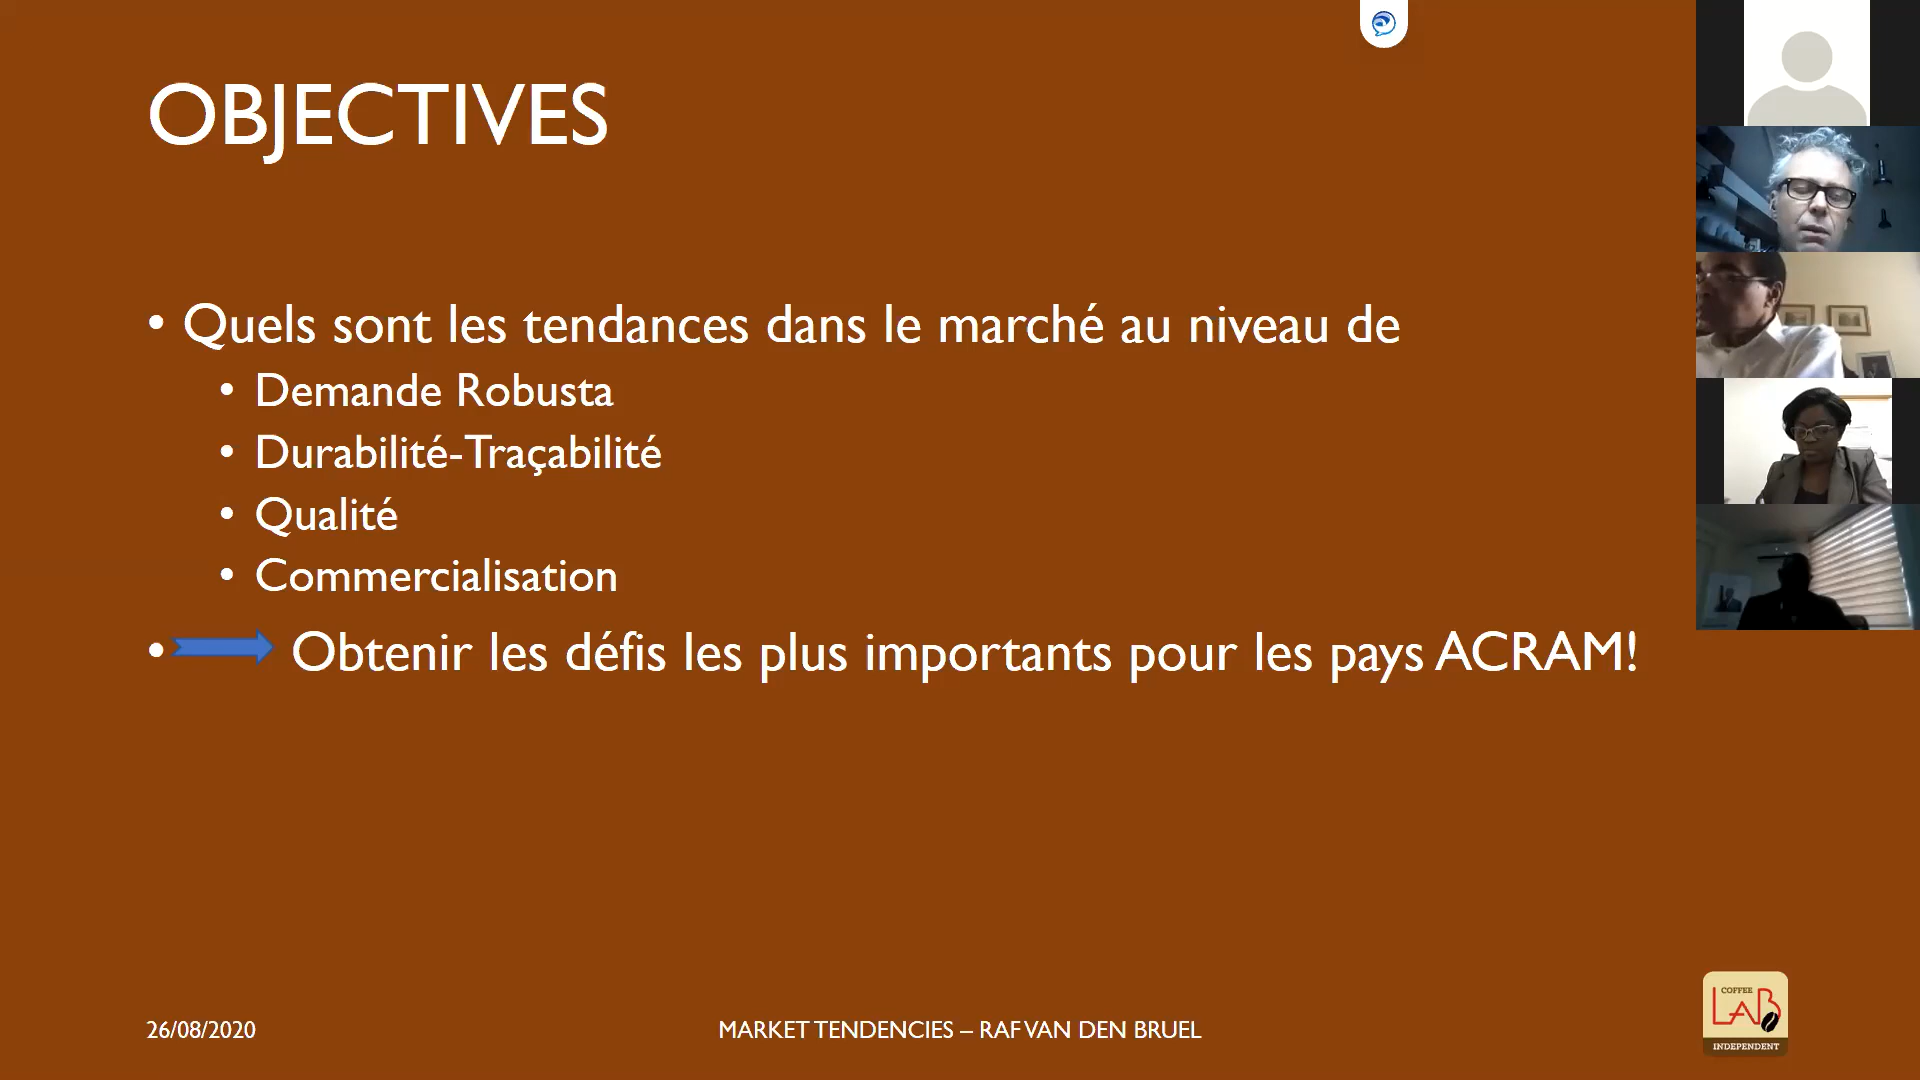 OBJECTIVES
• Quels sont les tendances dans le marché au niveau de
• Demande Robusta
• Durabilité-Traçabilité
• Qualité
• Commercialisation
• Obtenir les défis les plus importants pour les pays ACRAM!
26/08/2020
MARKET TENDENCIES – RAF VAN DEN BRUEL
COFFEE
LAB
INDEPENDENT